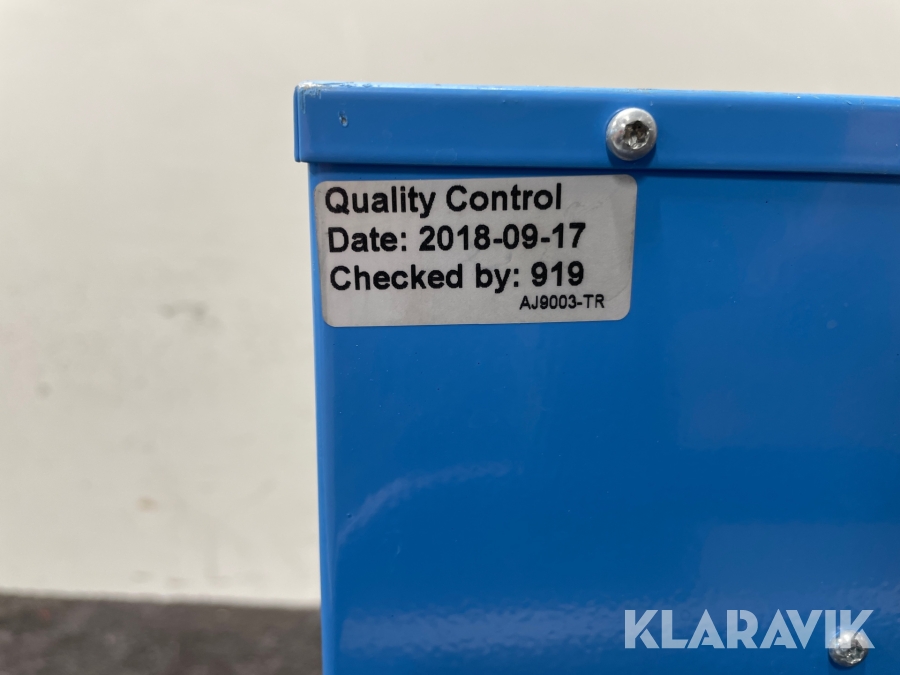 Quality Control
Date: 2018-09-17
Checked by: 919
AJ9003-TR
KLARAVIK